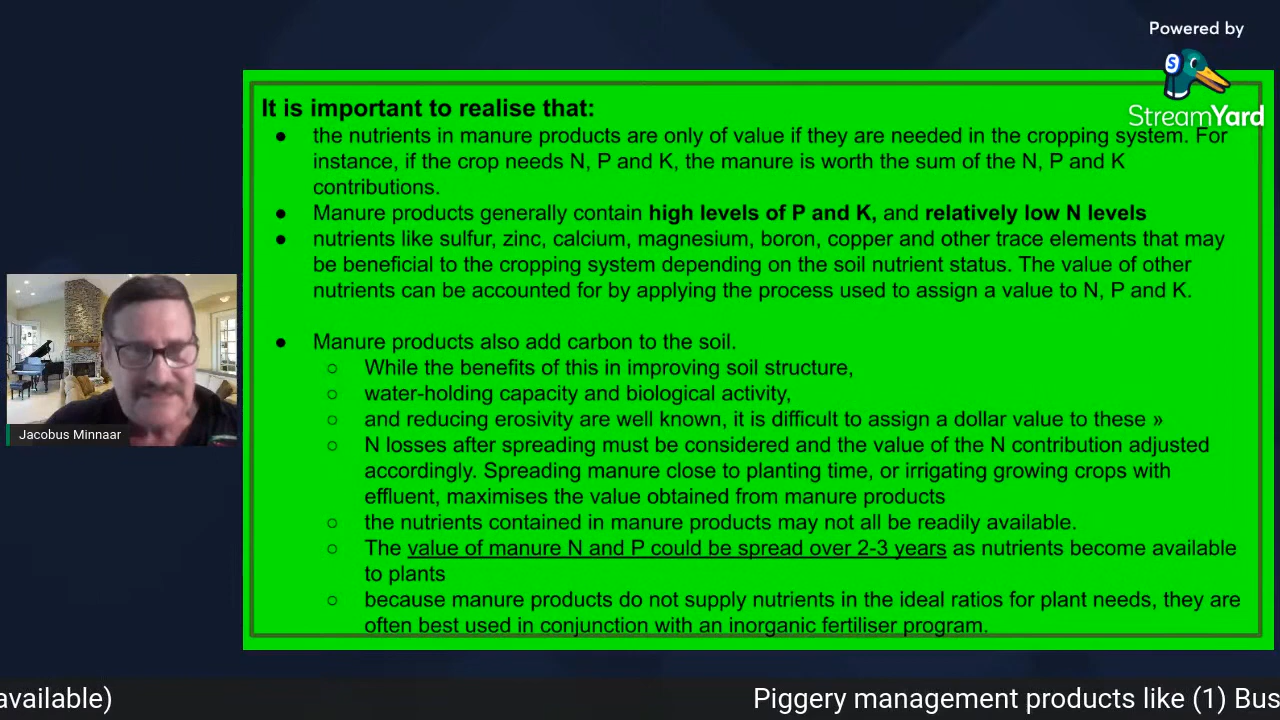 Powered by
StreamYard
It is important to realise that:
● the nutrients in manure products are only of value if they are needed in the cropping system. For
instance, if the crop needs N, P and K, the manure is worth the sum of the N, P and K
contributions.
● Manure products generally contain high levels of P and K, and relatively low N levels
● nutrients like sulfur, zinc, calcium, magnesium, boron, copper and other trace elements that may
be beneficial to the cropping system depending on the soil nutrient status. The value of other
nutrients can be accounted for by applying the process used to assign a value to N, P and K.
● Manure products also add carbon to the soil.
○ While the benefits of this in improving soil structure,
○ water-holding capacity and biological activity,
○ and reducing erosivity are well known, it is difficult to assign a dollar value to these »
○ N losses after spreading must be considered and the value of the N contribution adjusted
accordingly. Spreading manure close to planting time, or irrigating growing crops with
effluent, maximises the value obtained from manure products
○ the nutrients contained in manure products may not all be readily available.
○ The value of manure N and P could be spread over 2-3 years as nutrients become available
to plants
○ because manure products do not supply nutrients in the ideal ratios for plant needs, they are
often best used in conjunction with an inorganic fertiliser program.
Jacobus Minnaar
available) Piggery management products like (1) Bus